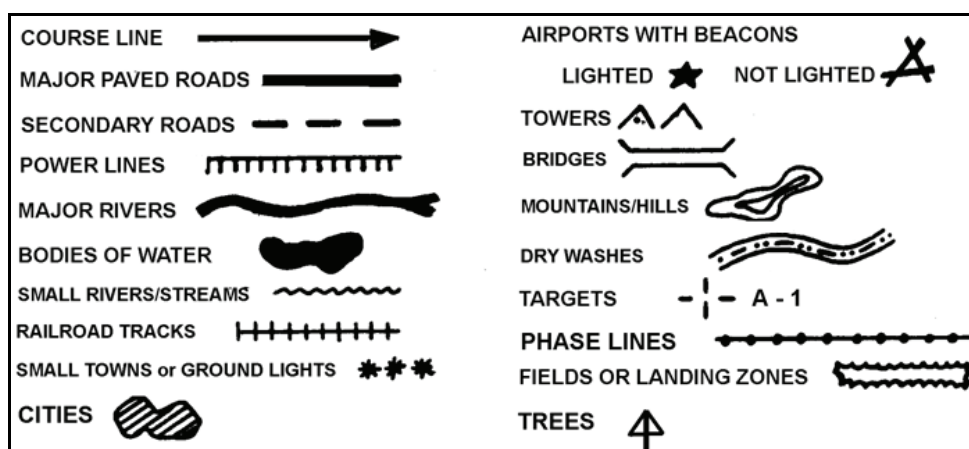 COURSE LINE
MAJOR PAVED ROADS
SECONDARY ROADS
POWER LINES
MAJOR RIVERS
BODIES OF WATER
SMALL RIVERS/STREAMS
RAILROAD TRACKS
SMALL TOWNS or GROUND LIGHTS
CITIES
AIRPORTS WITH BEACONS
LIGHTED NOT LIGHTED
TOWERS
BRIDGES
MOUNTAINS/HILLS
DRY WASHES
TARGETS A - 1
PHASE LINES
FIELDS OR LANDING ZONES
TREES